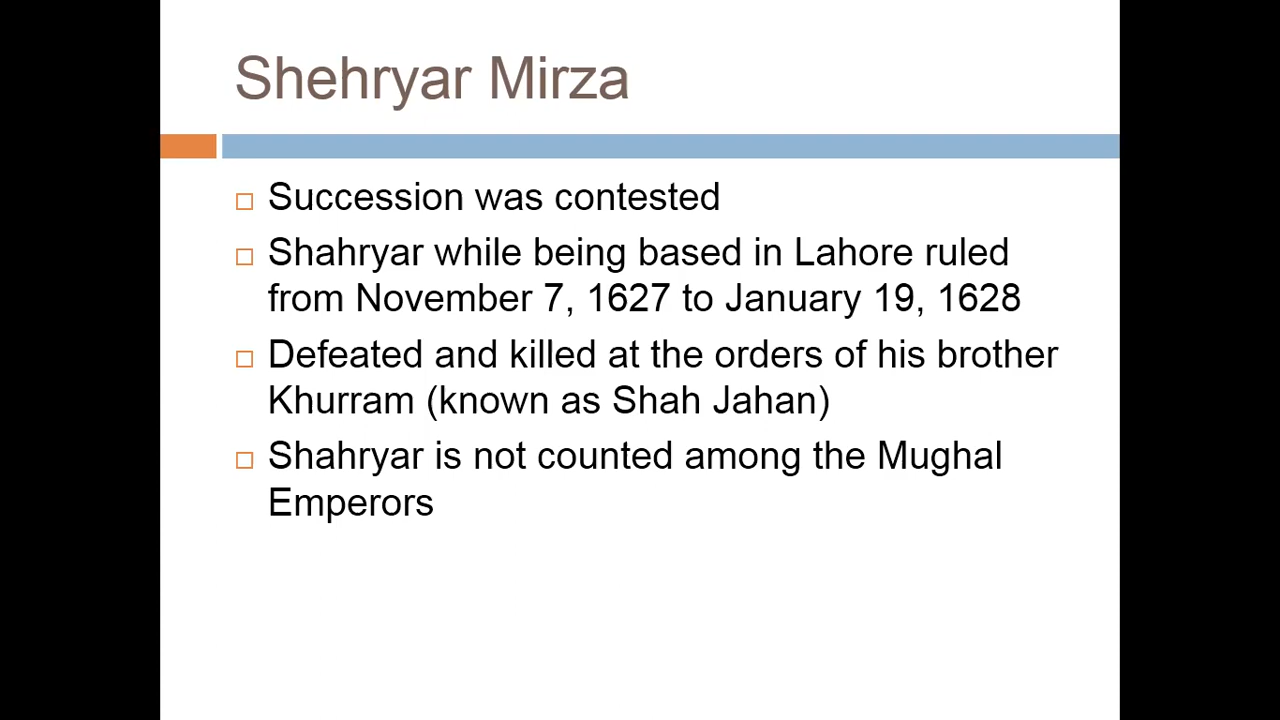 Shehryar Mirza
Succession was contested
Shahryar while being based in Lahore ruled
from November 7, 1627 to January 19, 1628
Defeated and killed at the orders of his brother
Khurram (known as Shah Jahan)
Shahryar is not counted among the Mughal
Emperors